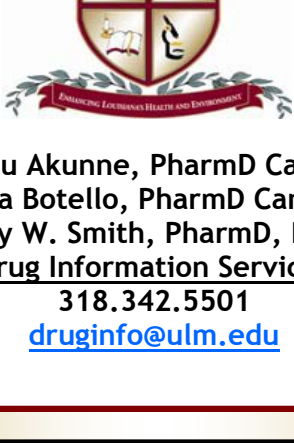 ENHANCING LOUISIANA'S HEALTH AND ENVIRONMENT
u Akunne, PharmD Ca
a Botello, PharmD Can
y W. Smith, PharmD,
rug Information Servic
318.342.5501
druginfo@ulm.edu